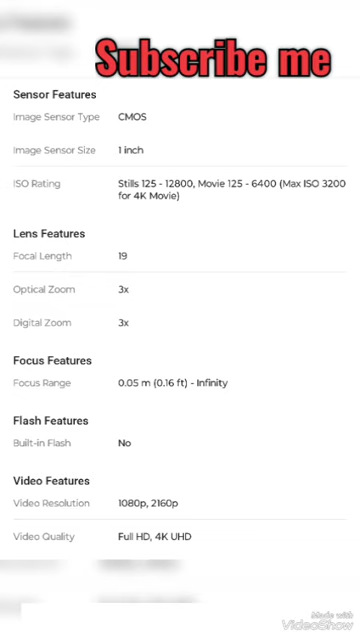 Subscribe me
Sensor Features
Image Sensor Type CMOS
Image Sensor Size 1 inch
ISO Rating Stills 125 - 12800, Movie 125 - 6400 (Max ISO 3200
for 4K Movie)
Lens Features
Focal Length 19
Optical Zoom 3x
Digital Zoom 3x
Focus Features
Focus Range 0.05 m (0.16 ft) - Infinity
Flash Features
Built-in Flash No
Video Features
Video Resolution 1080p, 2160p
Video Quality Full HD, 4K UHD
Made with
VideoShow